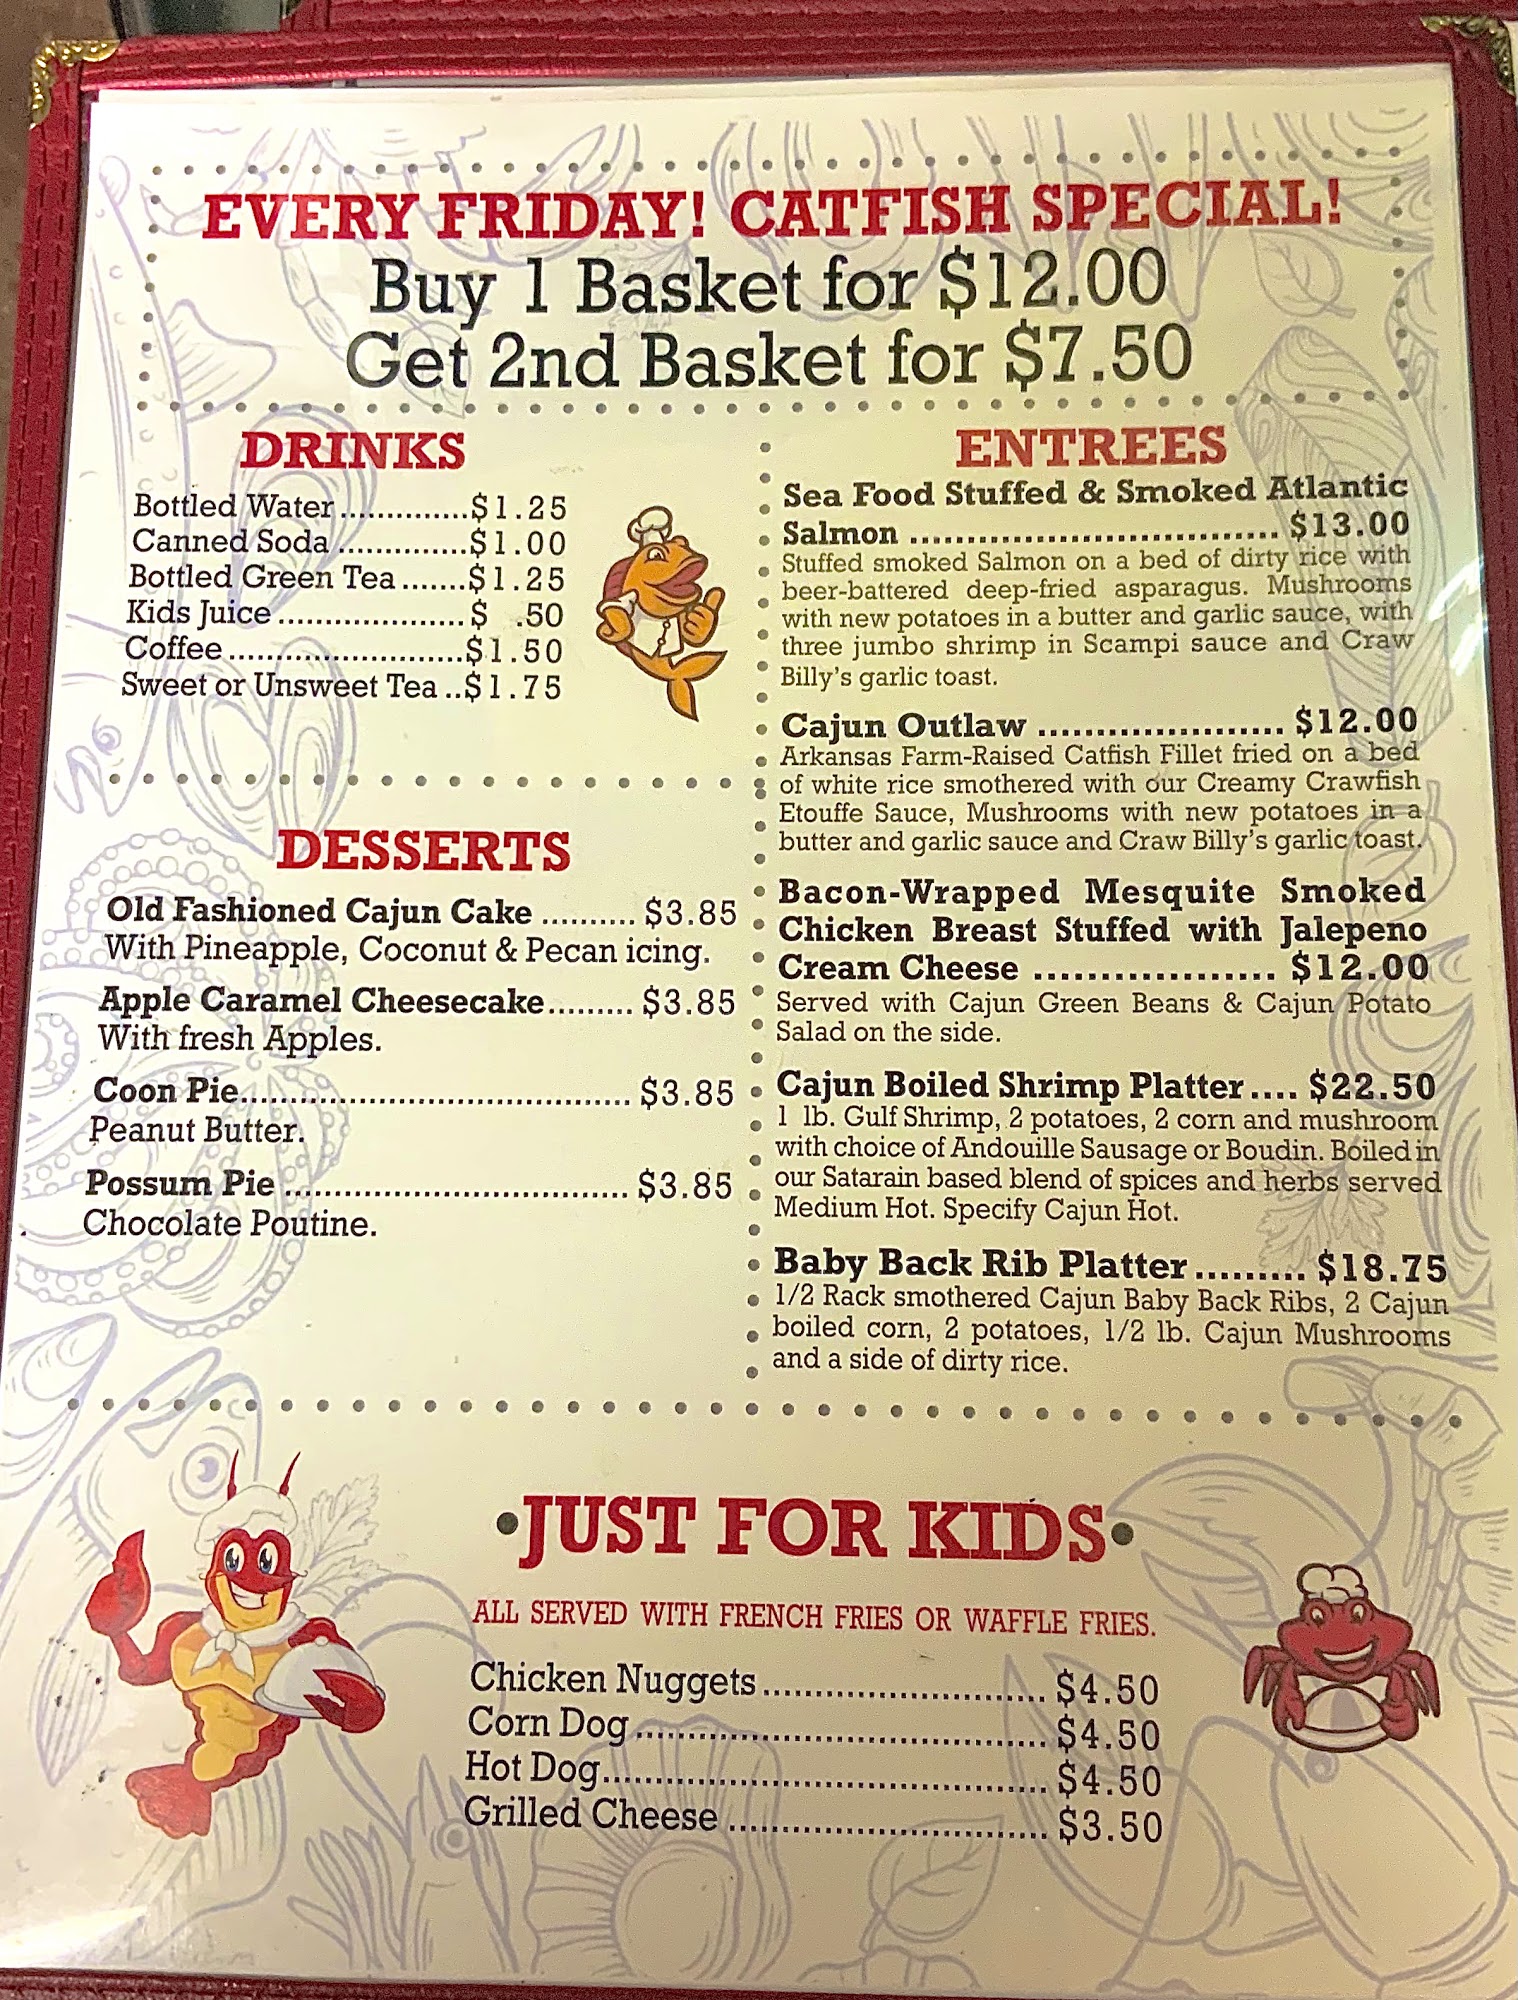 EVERY FRIDAY! CATFISH SPECIAL!
Buy 1 Basket for $12.00
Get 2nd Basket for $7.50
DRINKS
Bottled Water..............$1.25
Canned Soda..............$1.00
Bottled Green Tea.......$1.25
Kids Juice....................$ .50
Coffee.........................$1.50
Sweet or Unsweet Tea..$1.75
DESSERTS
Old Fashioned Cajun Cake .......... $3.85
With Pineapple, Coconut & Pecan icing.
Apple Caramel Cheesecake......... $3.85
With fresh Apples.
Coon Pie........................................ $3.85
Peanut Butter.
Possum Pie ................................... $3.85
Chocolate Poutine.
ENTREES
Sea Food Stuffed & Smoked Atlantic
Salmon ................................. $13.00
Stuffed smoked Salmon on a bed of dirty rice with
beer-battered deep-fried asparagus. Mushrooms
with new potatoes in a butter and garlic sauce, with
three jumbo shrimp in Scampi sauce and Craw
Billy's garlic toast.
Cajun Outlaw ...................... $12.00
Arkansas Farm-Raised Catfish Fillet fried on a bed
of white rice smothered with our Creamy Crawfish
Etouffe Sauce, Mushrooms with new potatoes in a
butter and garlic sauce and Craw Billy's garlic toast.
Bacon-Wrapped Mesquite Smoked
Chicken Breast Stuffed with Jalepeno
Cream Cheese .................. $12.00
Served with Cajun Green Beans & Cajun Potato
Salad on the side.
Cajun Boiled Shrimp Platter.... $22.50
1 lb. Gulf Shrimp, 2 potatoes, 2 corn and mushroom
with choice of Andouille Sausage or Boudin. Boiled in
our Satarain based blend of spices and herbs served
Medium Hot. Specify Cajun Hot.
Baby Back Rib Platter......... $18.75
1/2 Rack smothered Cajun Baby Back Ribs, 2 Cajun
boiled corn, 2 potatoes, 1/2 lb. Cajun Mushrooms
and a side of dirty rice.
•JUST FOR KIDS•
ALL SERVED WITH FRENCH FRIES OR WAFFLE FRIES.
Chicken Nuggets........................... $4.50
Corn Dog....................................... $4.50
Hot Dog.......................................... $4.50
Grilled Cheese .............................. $3.50